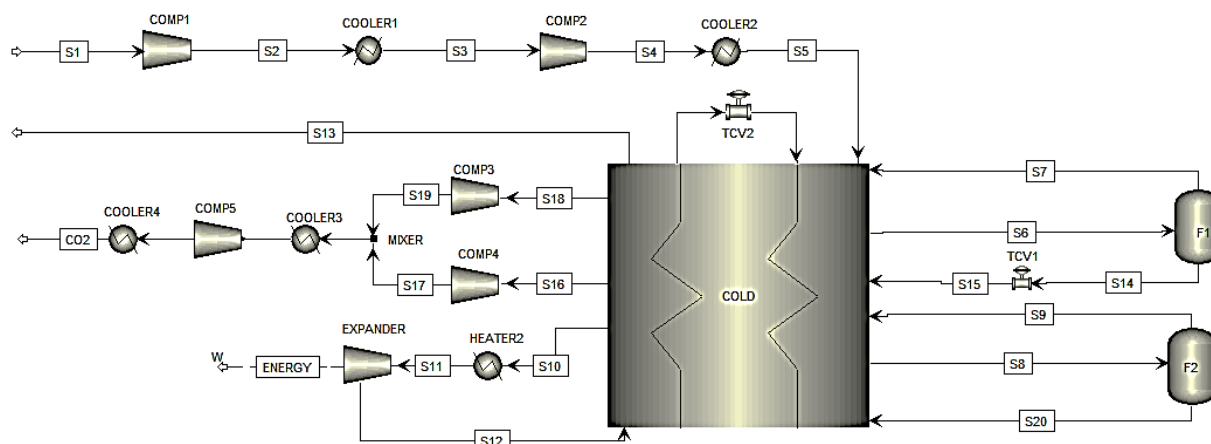 COMP1
COOLER1
COMP2
COOLER2
S1
S2
S3
S4
S5
TCV2
S13
COMP3
S19
S18
S7
COOLER4
COMP5
COOLER3
F1
S6
CO2
MIXER
COMP4
TCV1
S17
S16
S15
S14
COLD
EXPANDER
HEATER2
S9
W
ENERGY
S11
S10
S8
F2
S12
S20